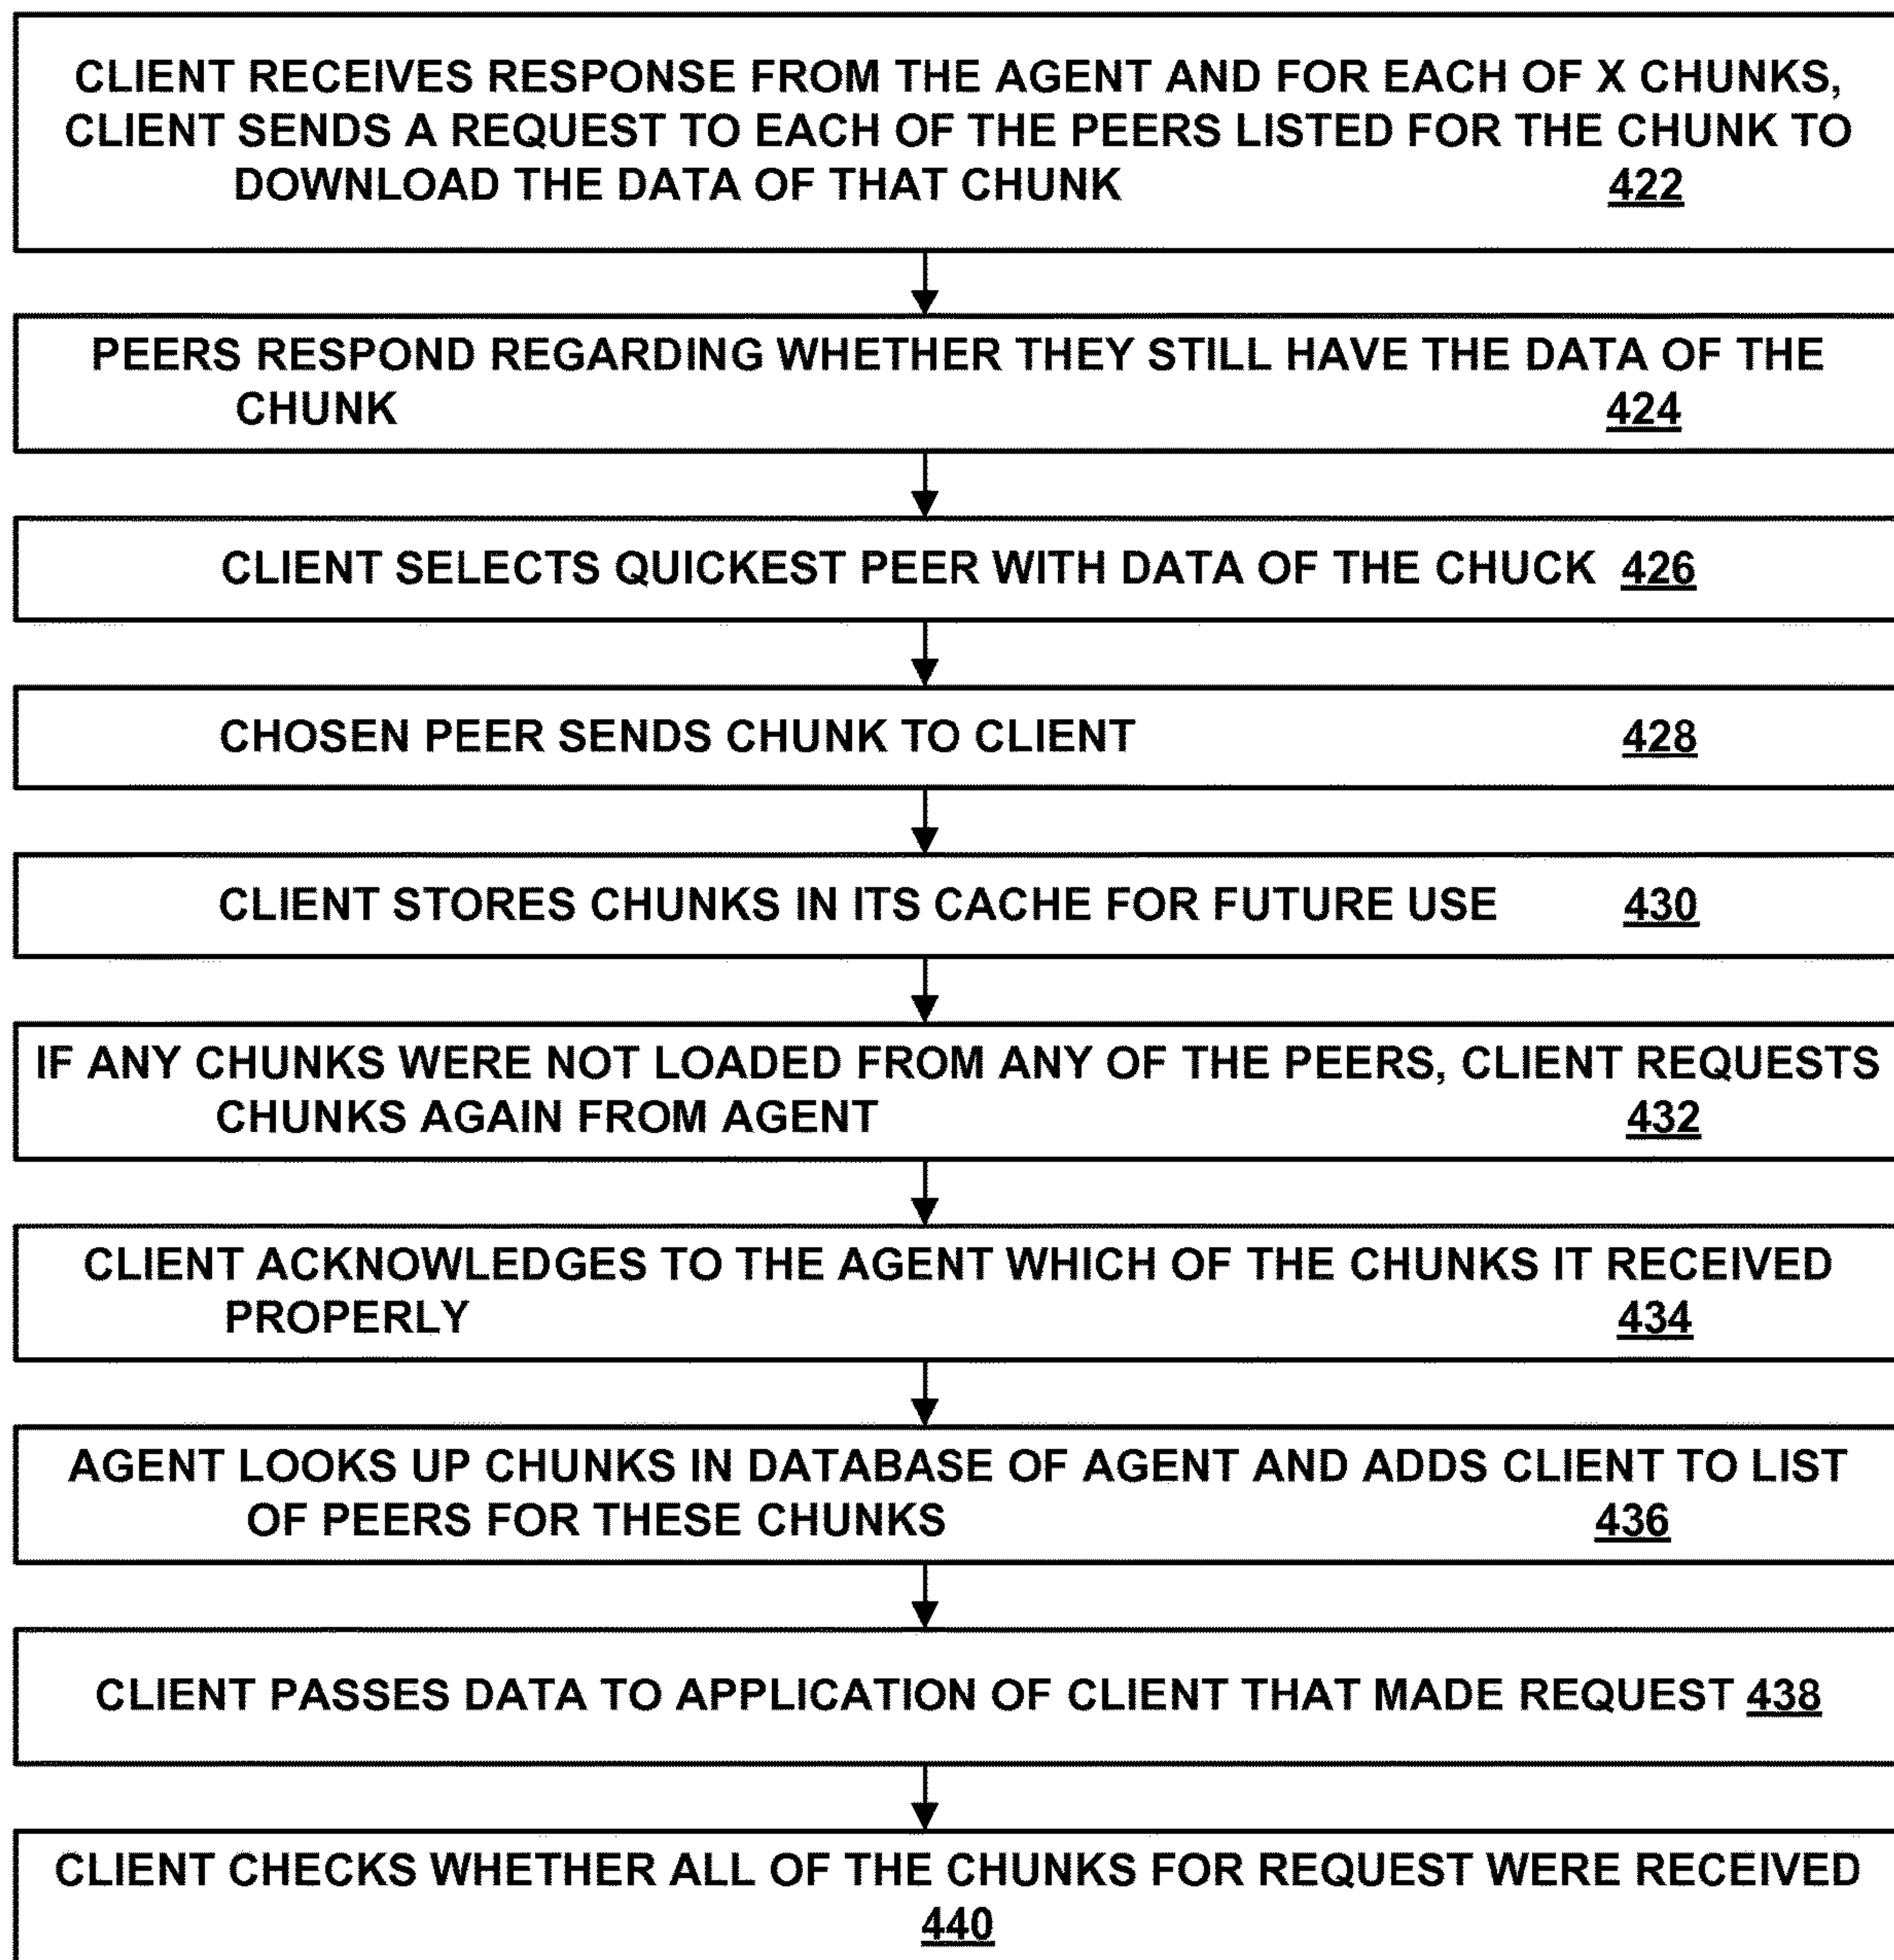 CLIENT RECEIVES RESPONSE FROM THE AGENT AND FOR EACH OF X CHUNKS,
CLIENT SENDS A REQUEST TO EACH OF THE PEERS LISTED FOR THE CHUNK TO
DOWNLOAD THE DATA OF THAT CHUNK 422
PEERS RESPOND REGARDING WHETHER THEY STILL HAVE THE DATA OF THE
CHUNK 424
CLIENT SELECTS QUICKEST PEER WITH DATA OF THE CHUCK 426
CHOSEN PEER SENDS CHUNK TO CLIENT 428
CLIENT STORES CHUNKS IN ITS CACHE FOR FUTURE USE 430
IF ANY CHUNKS WERE NOT LOADED FROM ANY OF THE PEERS, CLIENT REQUESTS
CHUNKS AGAIN FROM AGENT 432
CLIENT ACKNOWLEDGES TO THE AGENT WHICH OF THE CHUNKS IT RECEIVED
PROPERLY 434
AGENT LOOKS UP CHUNKS IN DATABASE OF AGENT AND ADDS CLIENT TO LIST
OF PEERS FOR THESE CHUNKS 436
CLIENT PASSES DATA TO APPLICATION OF CLIENT THAT MADE REQUEST 438
CLIENT CHECKS WHETHER ALL OF THE CHUNKS FOR REQUEST WERE RECEIVED
440